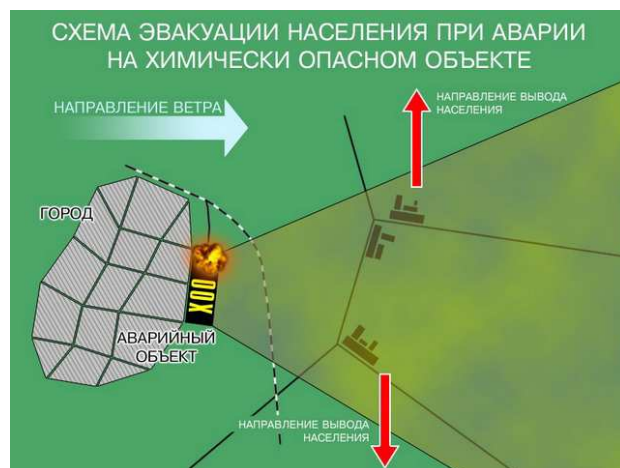 СХЕМА ЭВАКУАЦИИ НАСЕЛЕНИЯ ПРИ АВАРИИ
НА ХИМИЧЕСКИ ОПАСНОМ ОБЪЕКТЕ
НАПРАВЛЕНИЕ ВЕТРА
НАПРАВЛЕНИЕ ВЫВОДА
НАСЕЛЕНИЯ
ГОРОД
ХОО
АВАРИЙНЫЙ
ОБЪЕКТ
НАПРАВЛЕНИЕ ВЫВОДА
НАСЕЛЕНИЯ